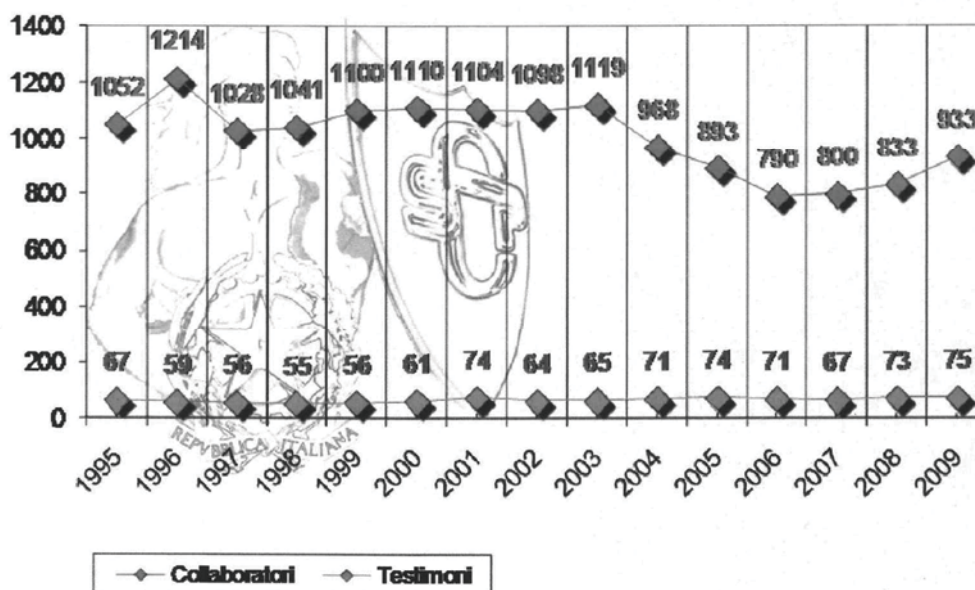 1400
1200
1000
800
600
400
200
0
1052 1214 1028 1041 1100 1110 1104 1098 1119 968 893 790 800 833 933
67 59 56 55 56 61 74 64 65 71 74 71 67 73 75
REPVBBLICA ITALIANA
1995 1996 1997 1998 1999 2000 2001 2002 2003 2004 2005 2006 2007 2008 2009
Collaboratori Testimoni